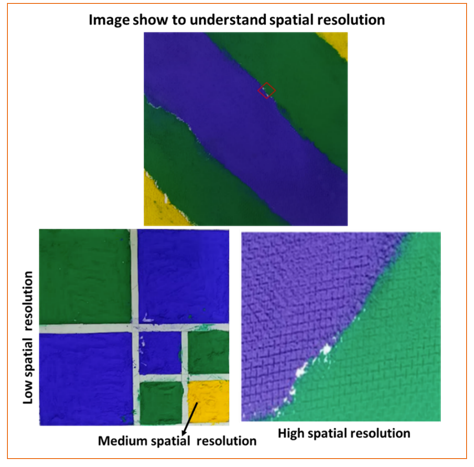 Image show to understand spatial resolution
Low spatial resolution
Medium spatial resolution
High spatial resolution